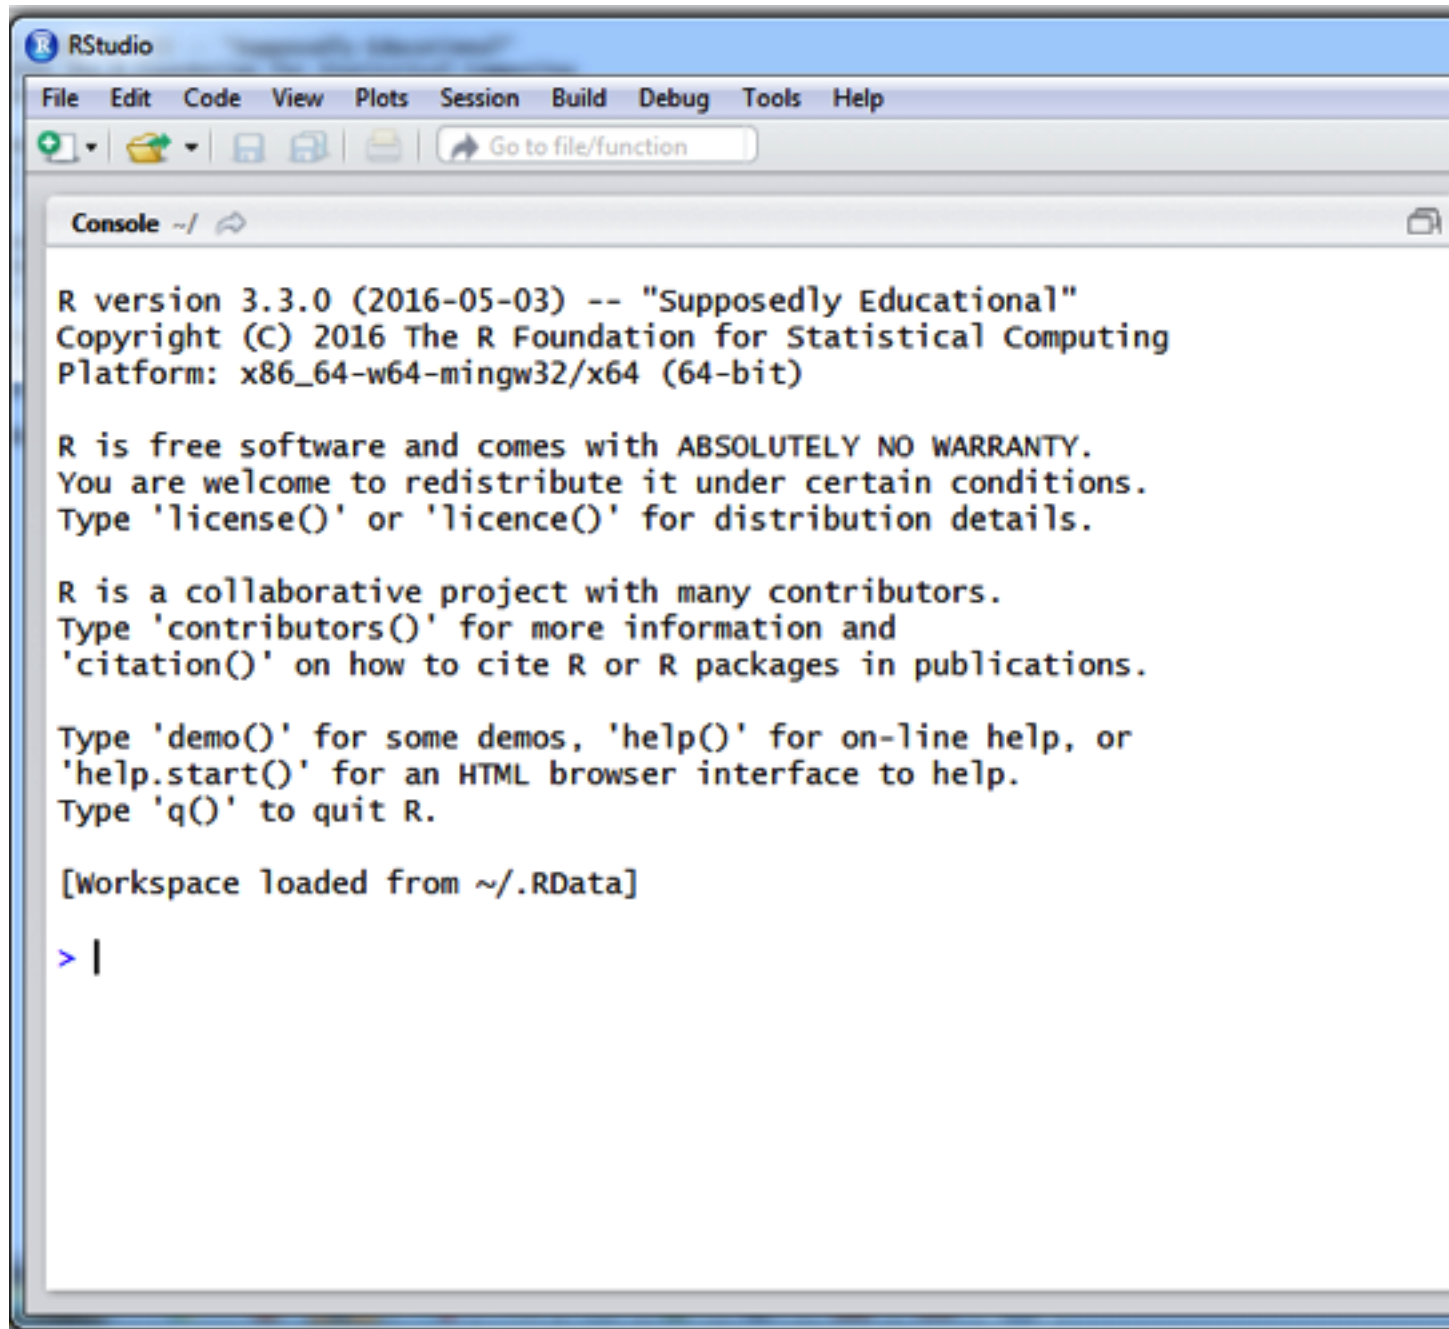 RStudio
File Edit Code View Plots Session Build Debug Tools Help
Go to file/function
Console ~/
R version 3.3.0 (2016-05-03) -- "Supposedly Educational"
Copyright (C) 2016 The R Foundation for Statistical Computing
Platform: x86_64-w64-mingw32/x64 (64-bit)
R is free software and comes with ABSOLUTELY NO WARRANTY.
You are welcome to redistribute it under certain conditions.
Type 'license()' or 'licence()' for distribution details.
R is a collaborative project with many contributors.
Type 'contributors()' for more information and
'citation()' on how to cite R or R packages in publications.
Type 'demo()' for some demos, 'help()' for on-line help, or
'help.start()' for an HTML browser interface to help.
Type 'q()' to quit R.
[Workspace loaded from ~/.RData]
>